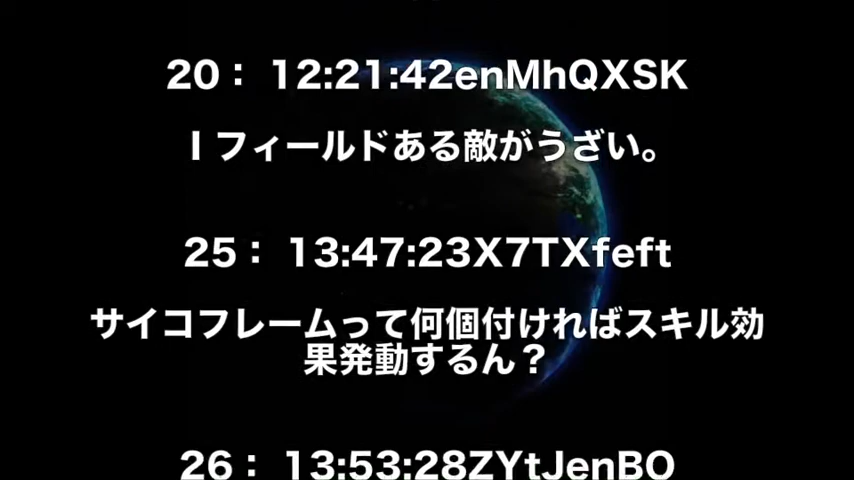 20： 12:21:42enMhQXSK
Ｉフィールドある敵がうざい。
25： 13:47:23X7TXfeft
サイコフレームって何個付ければスキル効
果発動するん？
26： 13:53:28ZYtJenBO